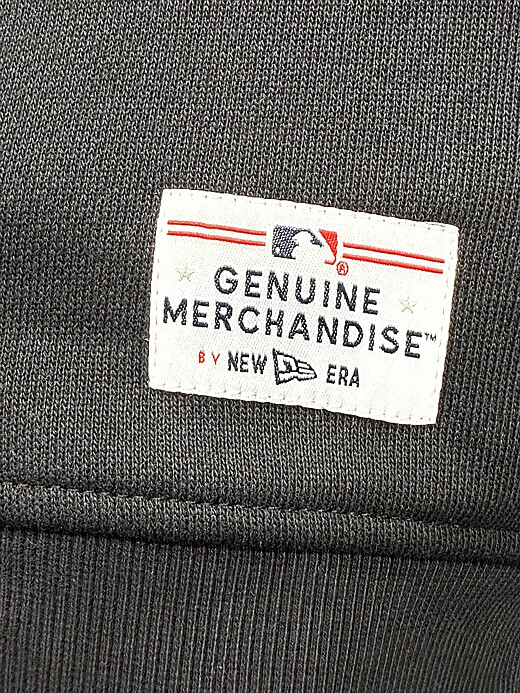 ®
GENUINE
MERCHANDISE™
BY NEW ERA